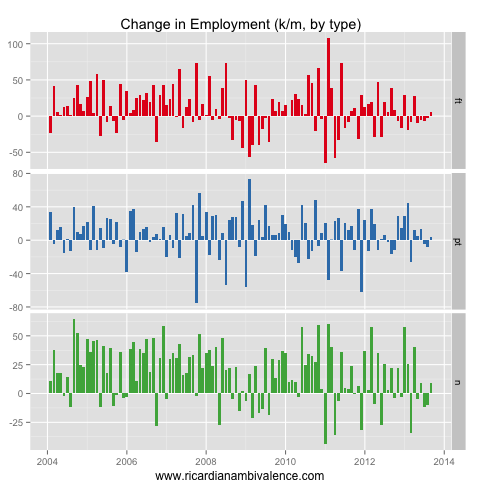 Change in Employment (k/m, by type)
100
50
0
-50
ft
80
40
0
-40
-80
pt
50
25
0
-25
n
2004 2006 2008 2010 2012 2014
www.ricardianambivalence.com